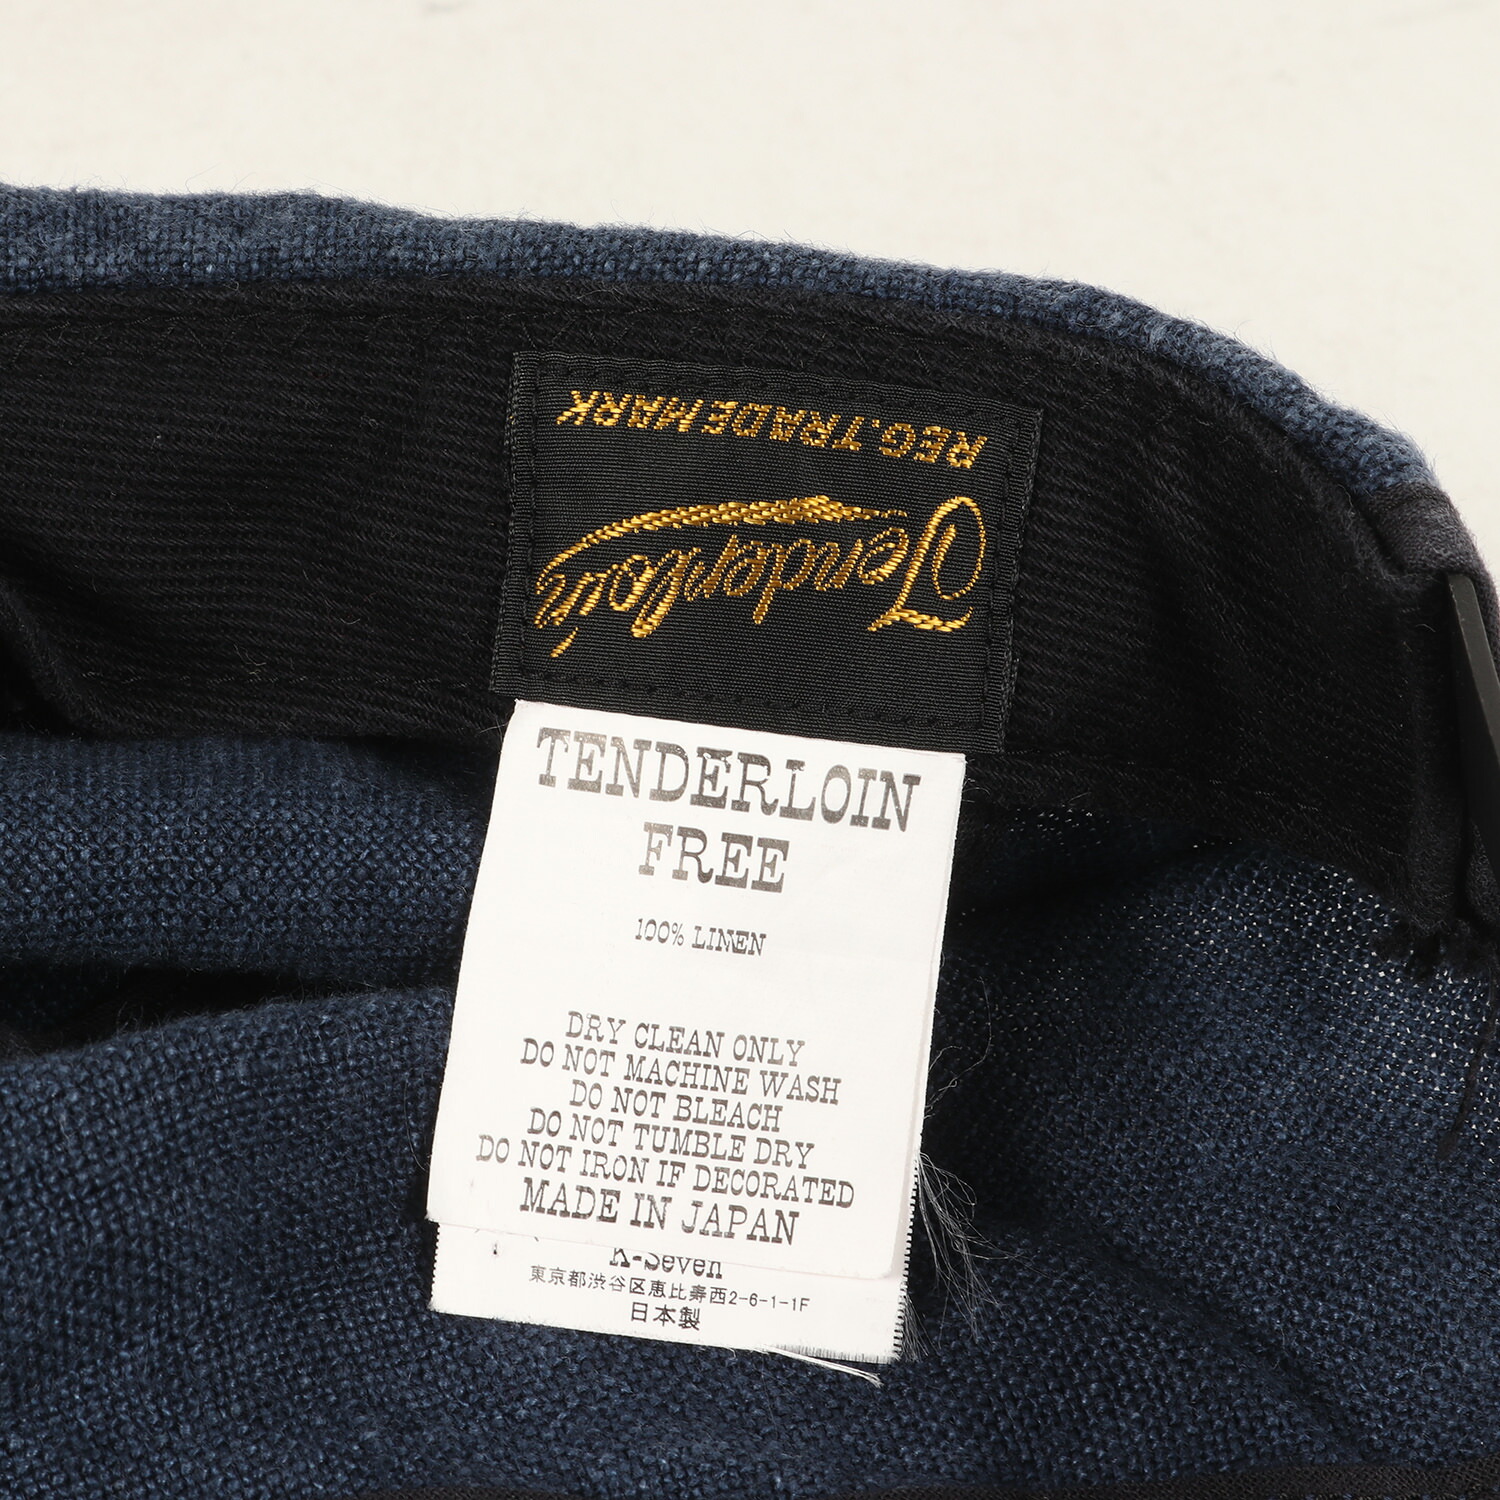 Tenderloin
REG.TRADEMARK
TENDERLOIN
FREE
100% LINEN
DRY CLEAN ONLY
DO NOT MACHINE WASH
DO NOT BLEACH
DO NOT TUMBLE DRY
DO NOT IRON IF DECORATED
MADE IN JAPAN
K-Seven
東京都渋谷区恵比寿西2-6-1-1F
日本製